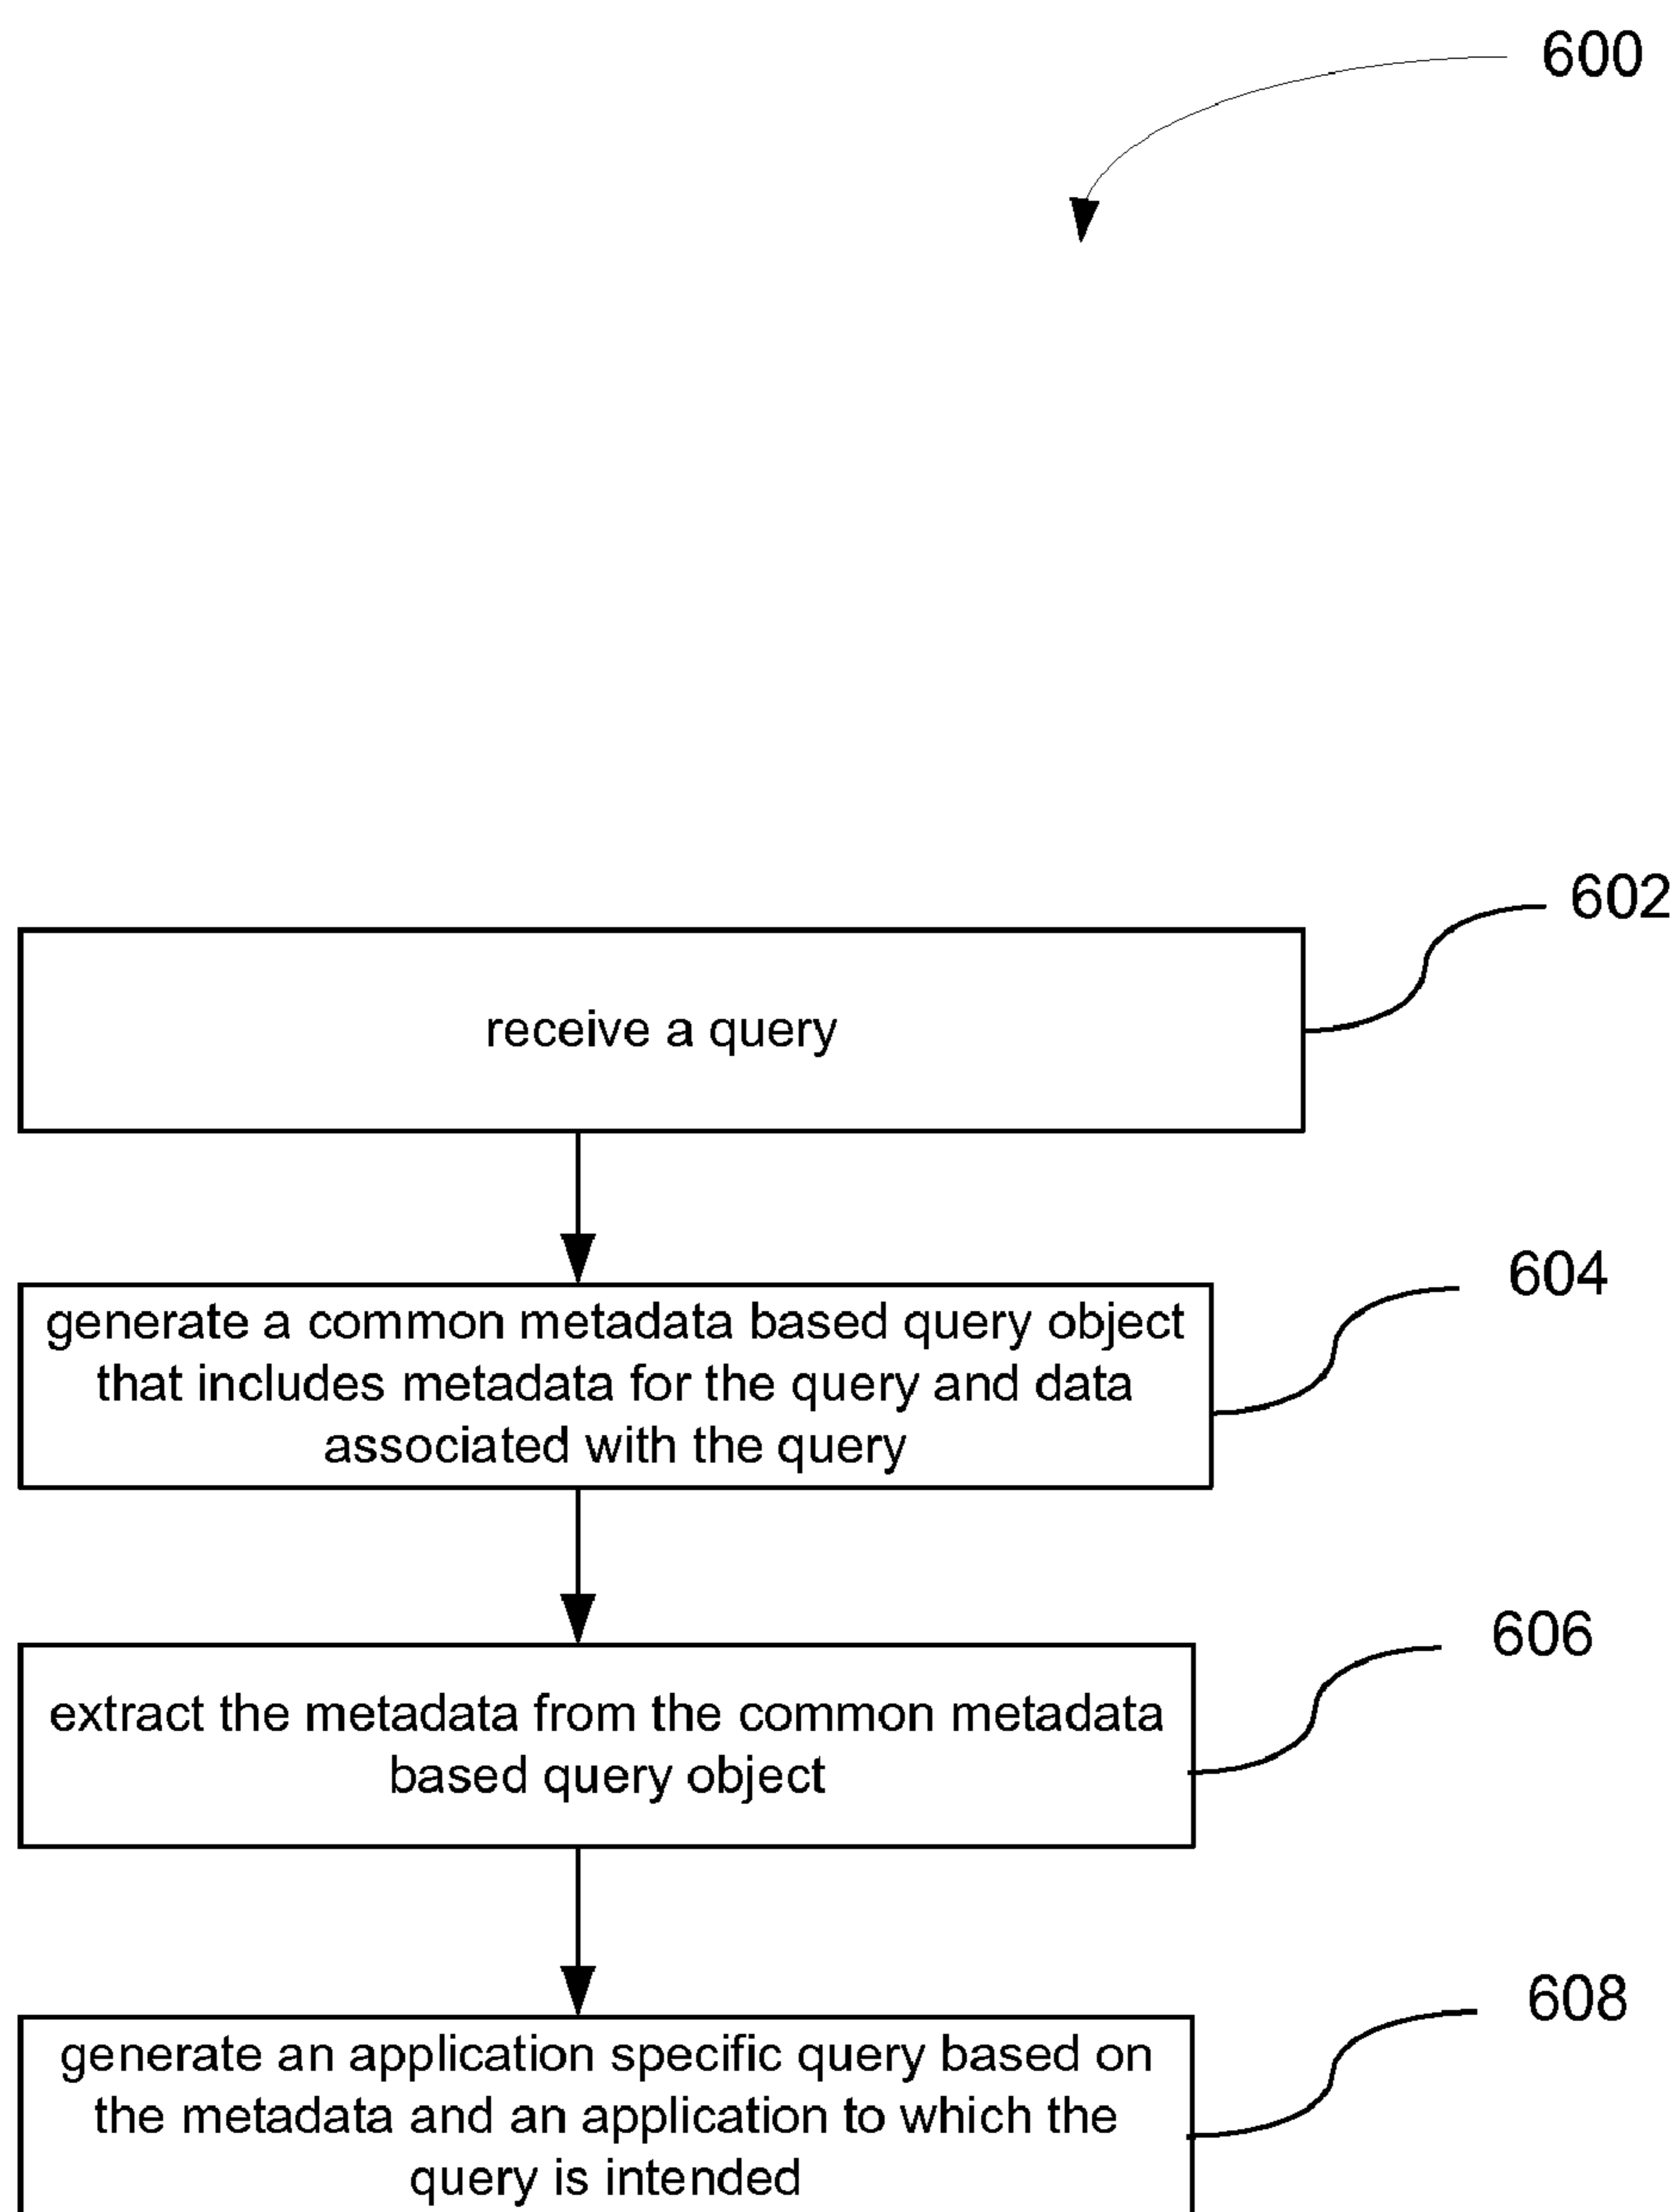 600
602
receive a query
604
generate a common metadata based query object
that includes metadata for the query and data
associated with the query
606
extract the metadata from the common metadata
based query object
608
generate an application specific query based on
the metadata and an application to which the
query is intended